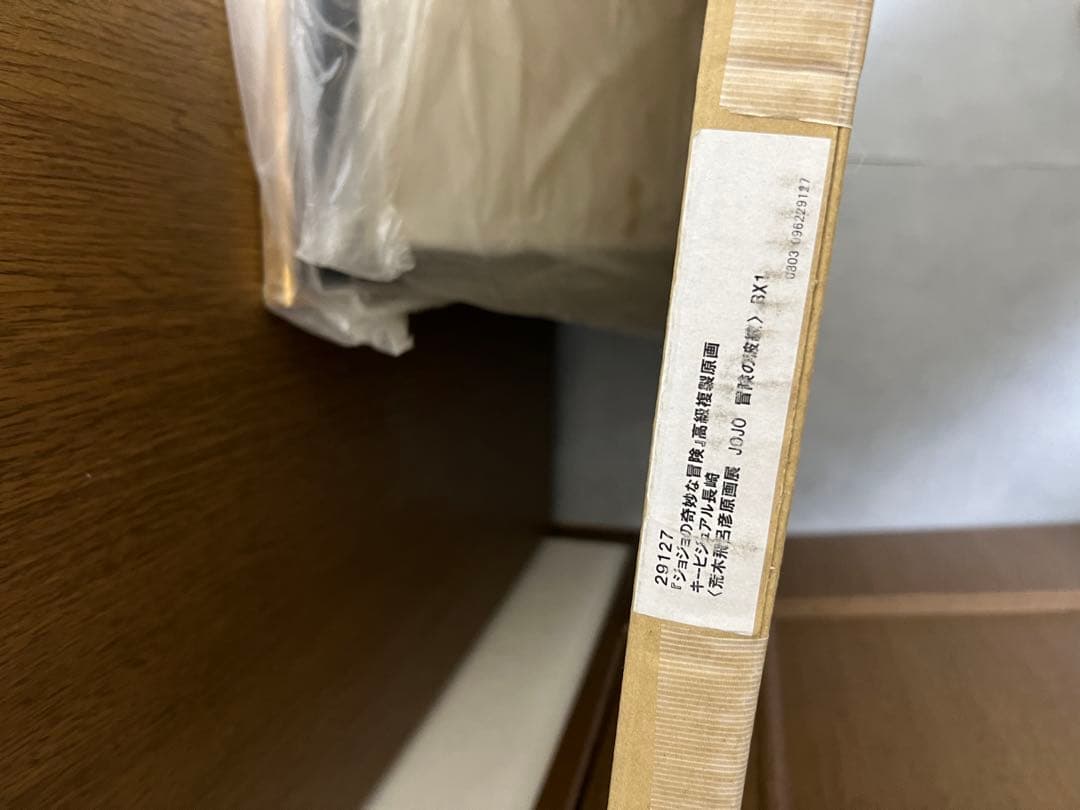 29127
『ジョジョの奇妙な冒険』高級複製原画
キービジュアル長崎
〈荒木飛呂彦原画展 JOJO 冒険の波紋〉 BX1
0803 096229127